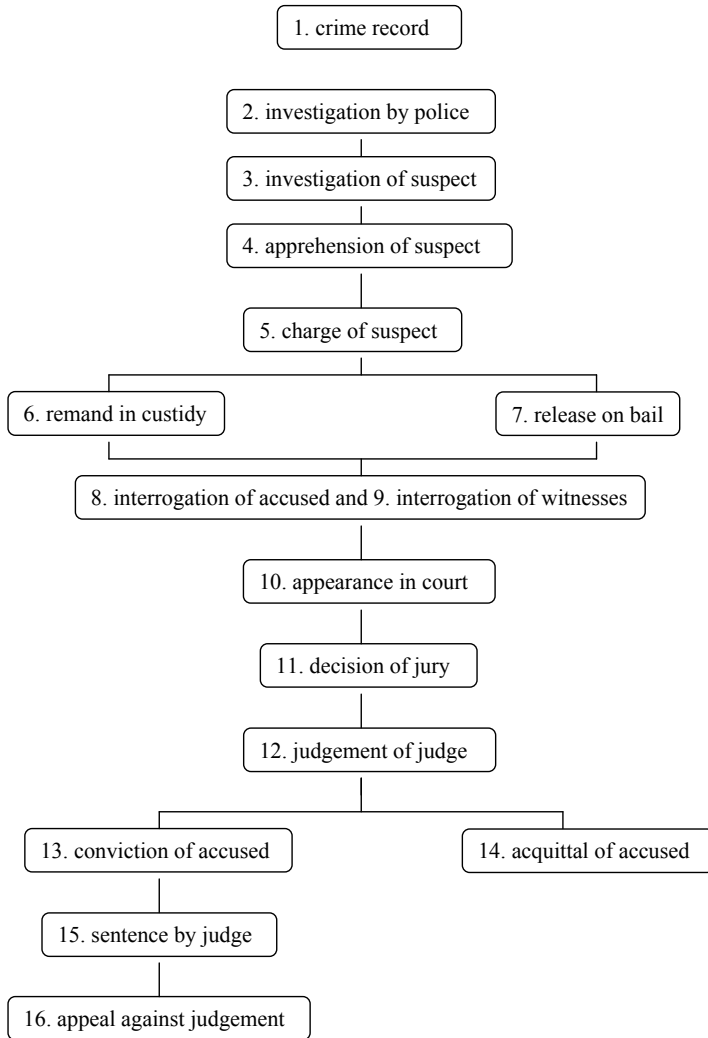 1. crime record
2. investigation by police
3. investigation of suspect
4. apprehension of suspect
5. charge of suspect
6. remand in custidy
7. release on bail
8. interrogation of accused and 9. interrogation of witnesses
10. appearance in court
11. decision of jury
12. judgement of judge
13. conviction of accused
14. acquittal of accused
15. sentence by judge
16. appeal against judgement